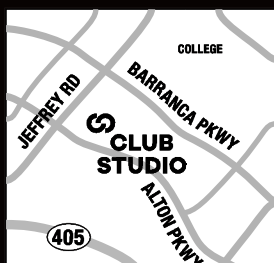 COLLEGE
JEFFREY RD
BARRANCA PKWY
CLUB
STUDIO
ALTON PKWY
405